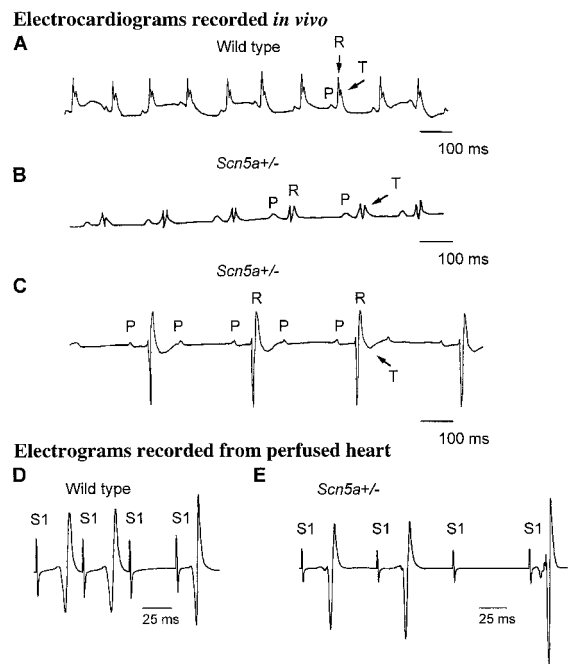 Electrocardiograms recorded in vivo
A
Wild type
R
T
P
100 ms
Scn5a+/-
B
P R P T
100 ms
Scn5a+/-
C
P P P R P P R
T
100 ms
Electrograms recorded from perfused heart
D E
Wild type Scn5a+/-
S1 S1 S1 S1 S1 S1 S1 S1
25 ms 25 ms